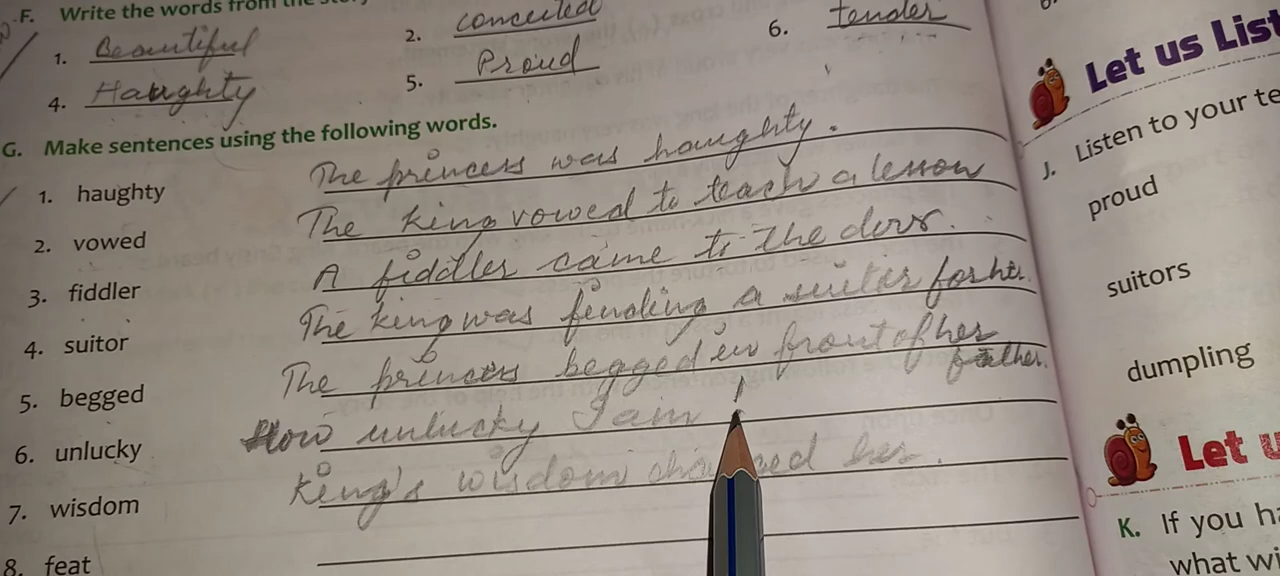 F. Write the words from the
1. Beautiful
2. conceited
6. tender
4. Haughty
5. Proud
G. Make sentences using the following words.
1. haughty The princess was haughty.
2. vowed The king vowed to teach a lesson
3. fiddler A fiddler came to the door.
4. suitor The king was finding a suitor for her.
5. begged The princess begged in front of her father.
6. unlucky How unlucky I am !
7. wisdom King's wisdom changed her.
8. feat
Let us List
J. Listen to your te
proud
suitors
dumpling
Let u
K. If you ha
what wi